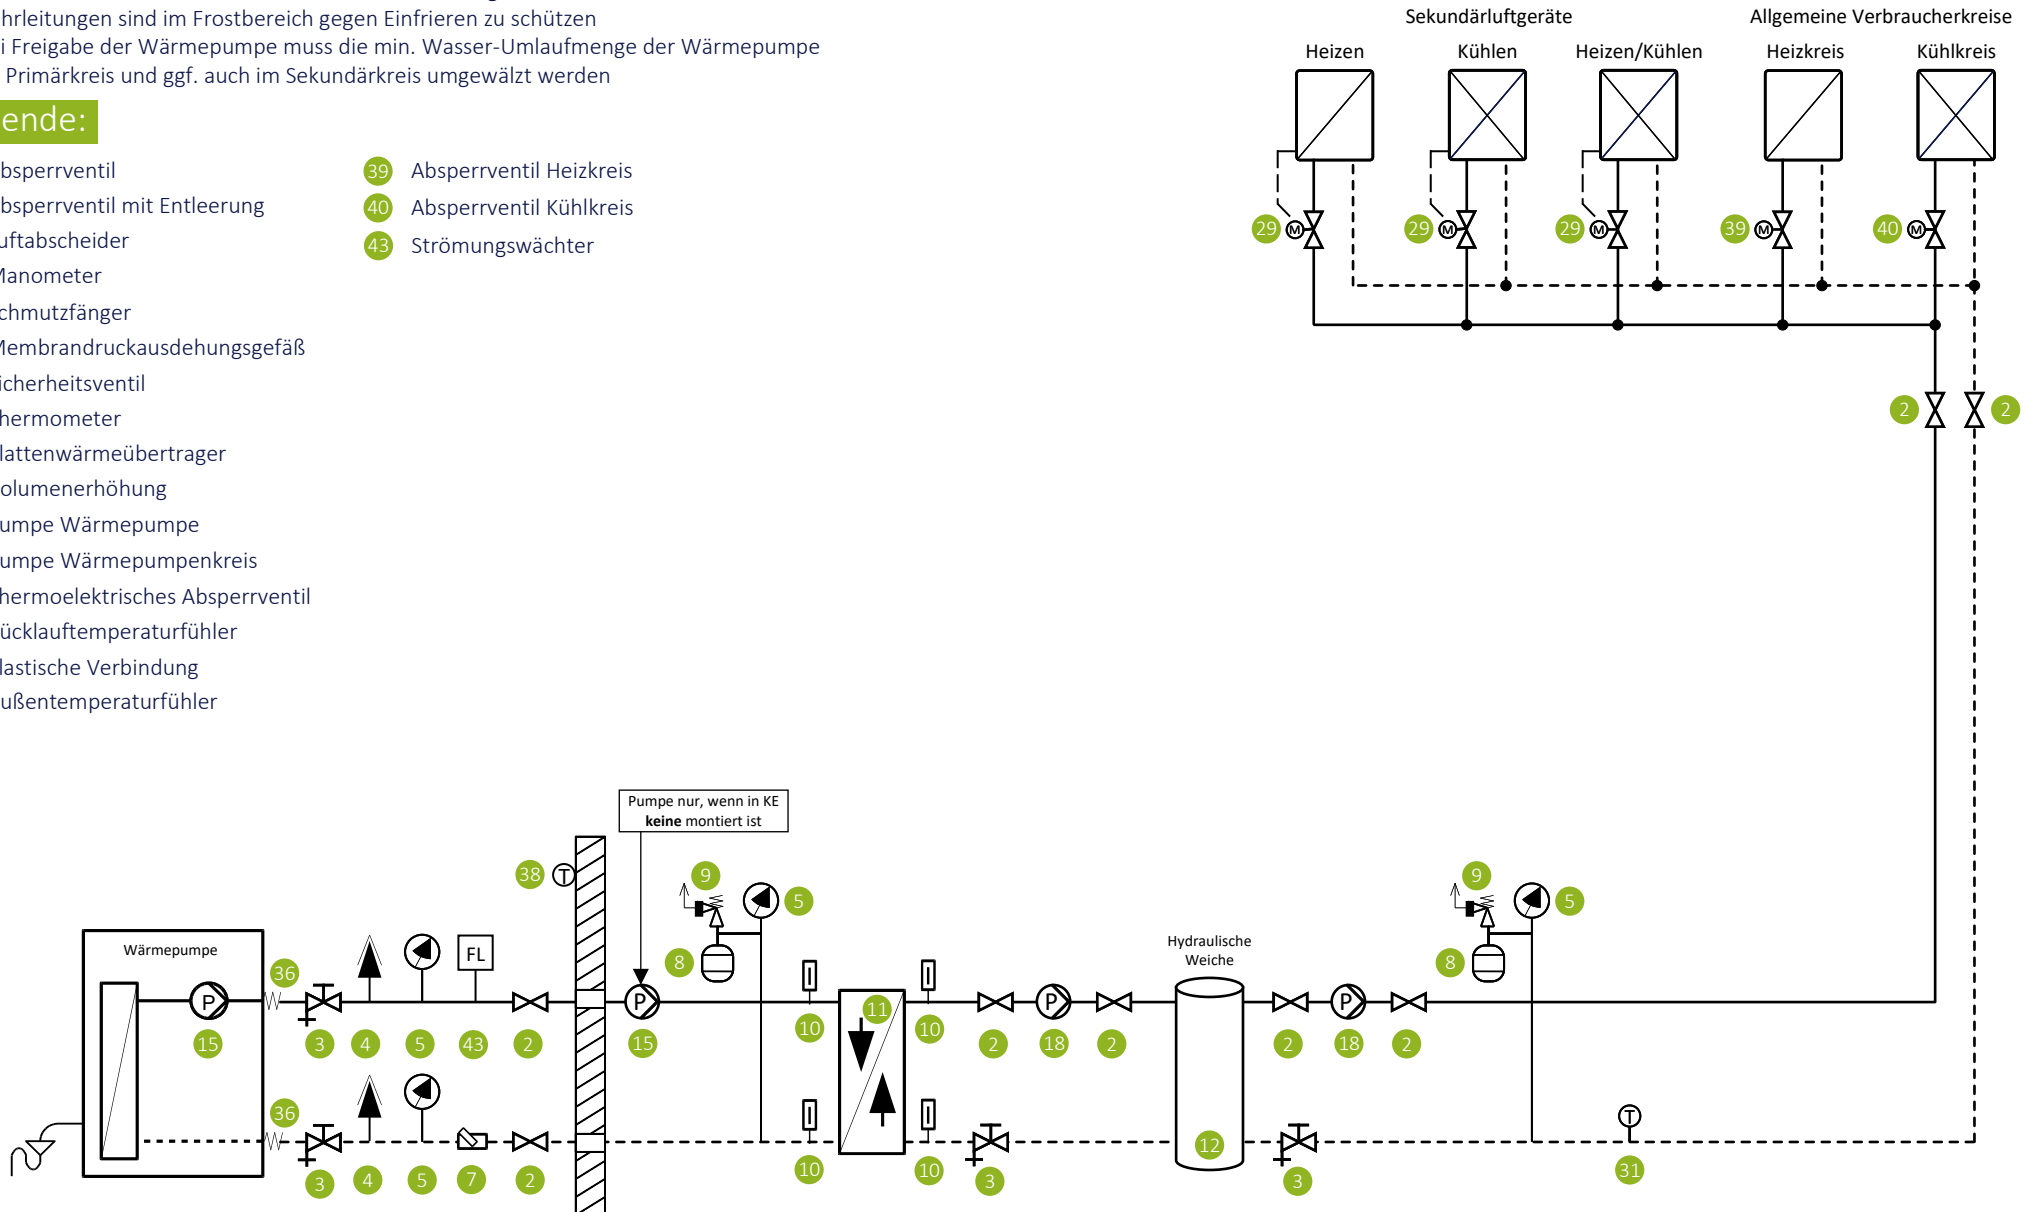 hrleitungen sind im Frostbereich gegen Einfrieren zu schützen
i Freigabe der Wärmepumpe muss die min. Wasser-Umlaufmenge der Wärmepumpe
Primärkreis und ggf. auch im Sekundärkreis umgewälzt werden
ende:
bsperrventil
bsperrventil mit Entleerung
uftabscheider
Manometer
chmutzfänger
Membrandruckausdehungsgefäß
icherheitsventil
hermometer
lattenwärmeübertrager
olumenerhöhung
umpe Wärmepumpe
umpe Wärmepumpenkreis
hermoelektrisches Absperrventil
ücklauftemperaturfühler
lastische Verbindung
ußentemperaturfühler
39 Absperrventil Heizkreis
40 Absperrventil Kühlkreis
43 Strömungswächter
Sekundärluftgeräte
Allgemeine Verbraucherkreise
Heizen
Kühlen
Heizen/Kühlen
Heizkreis
Kühlkreis
29 M
29 M
29 M
39 M
40 M
2
2
Pumpe nur, wenn in KE
keine montiert ist
38 T
9
5
8
9
5
8
Wärmepumpe
Hydraulische
Weiche
36
FL
P
P
11
P
P
15
3
4
5
43
2
15
10
10
2
18
2
2
18
2
36
T
12
3
4
5
7
2
10
10
3
3
31